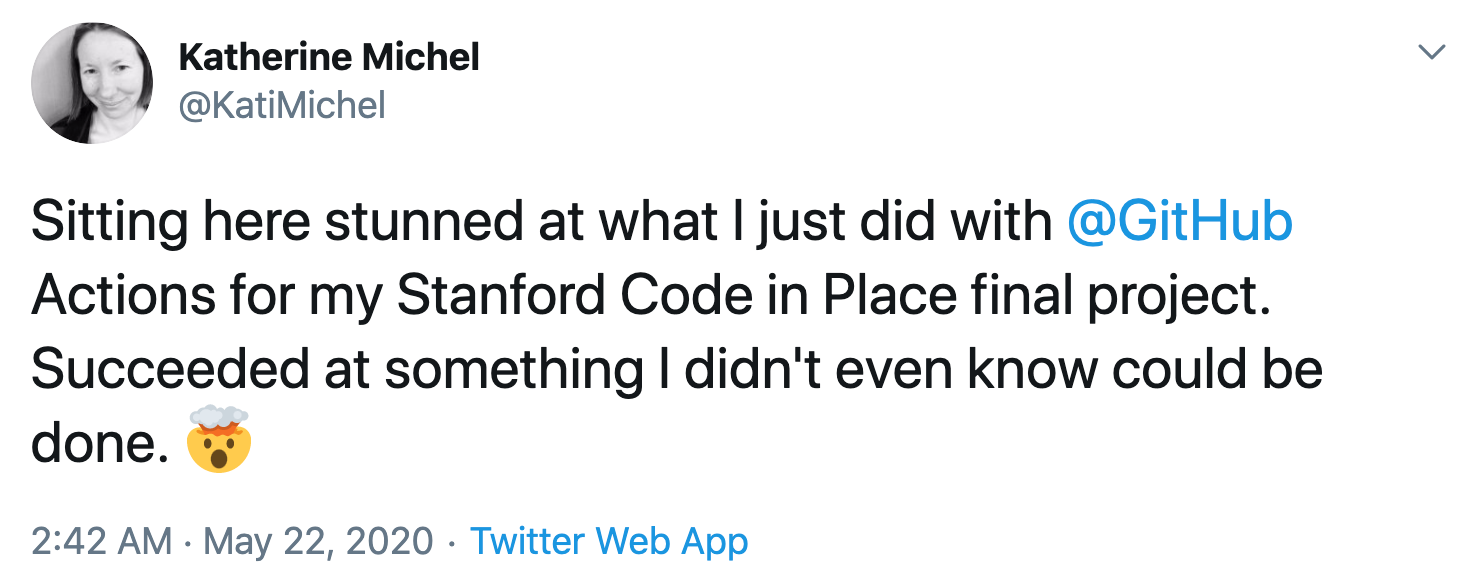 Katherine Michel
@KatiMichel
Sitting here stunned at what I just did with @GitHub
Actions for my Stanford Code in Place final project.
Succeeded at something I didn't even know could be
done. 🤯
2:42 AM · May 22, 2020 · Twitter Web App